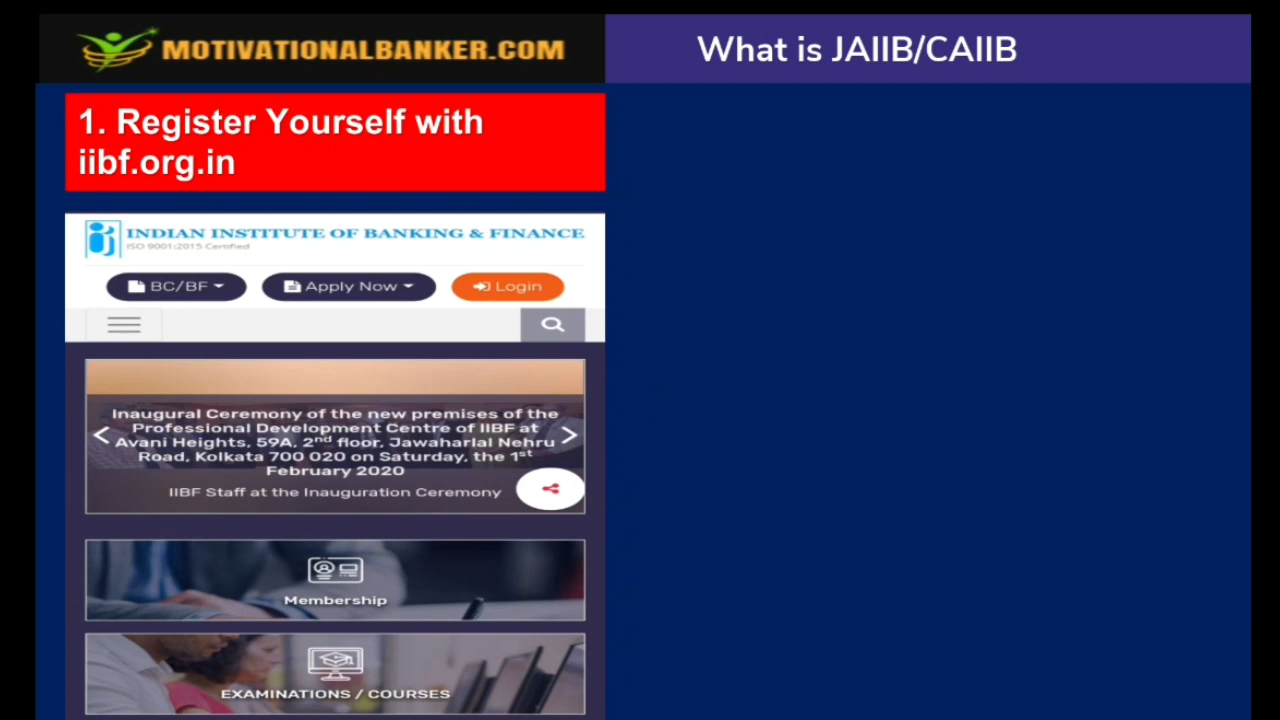 MOTIVATIONALBANKER.COM
What is JAIIB/CAIIB
1. Register Yourself with
iibf.org.in
INDIAN INSTITUTE OF BANKING & FINANCE
ISO 9001:2015 Certified
BC/BF
Apply Now
Login
Inaugural Ceremony of the new premises of the
Professional Development Centre of IIBF at
Avani Heights, 59A, 2nd floor, Jawaharlal Nehru
Road, Kolkata 700 020 on Saturday, the 1st
February 2020
IIBF Staff at the Inauguration Ceremony
Membership
EXAMINATIONS / COURSES